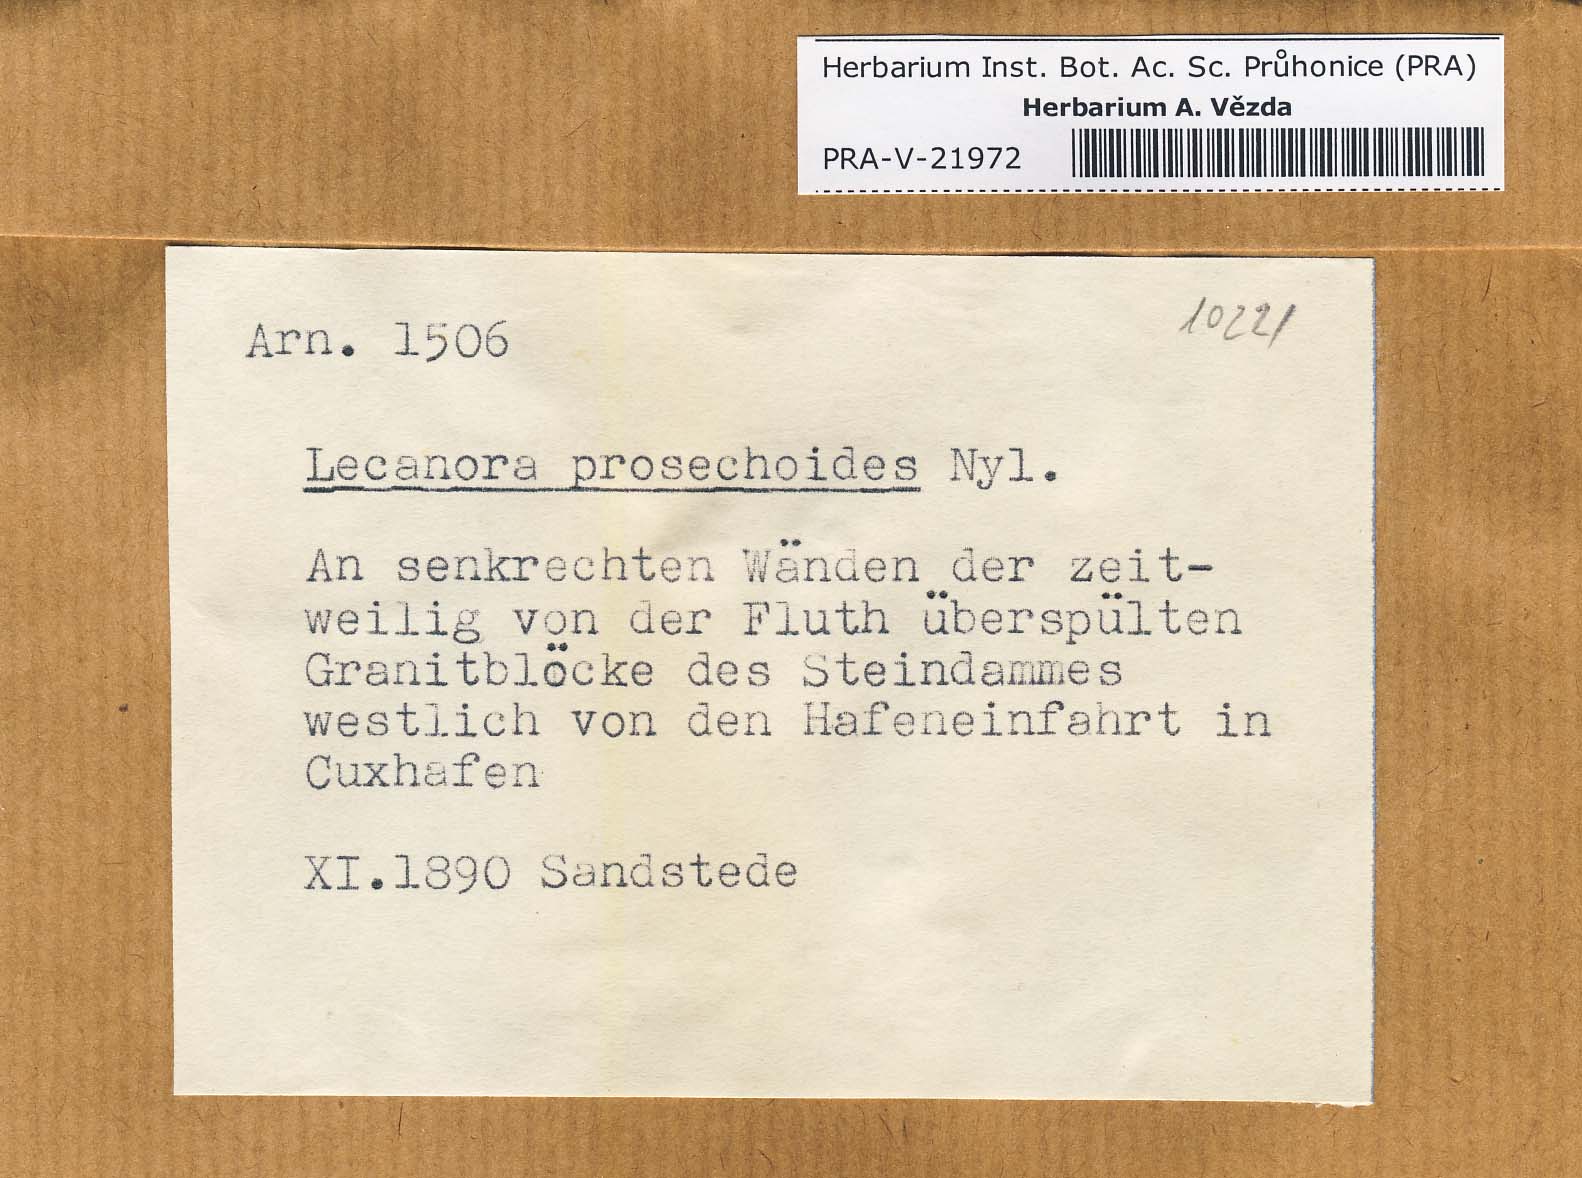 Herbarium Inst. Bot. Ac. Sc. Průhonice (PRA)
Herbarium A. Vězda
PRA-V-21972
Arn. 1506
10221
Lecanora prosechoides Nyl.
An senkrechten Wänden der zeit-
weilig von der Fluth überspülten
Granitblöcke des Steindammes
westlich von den Hafeneinfahrt in
Cuxhafen
XI.1890 Sandstede